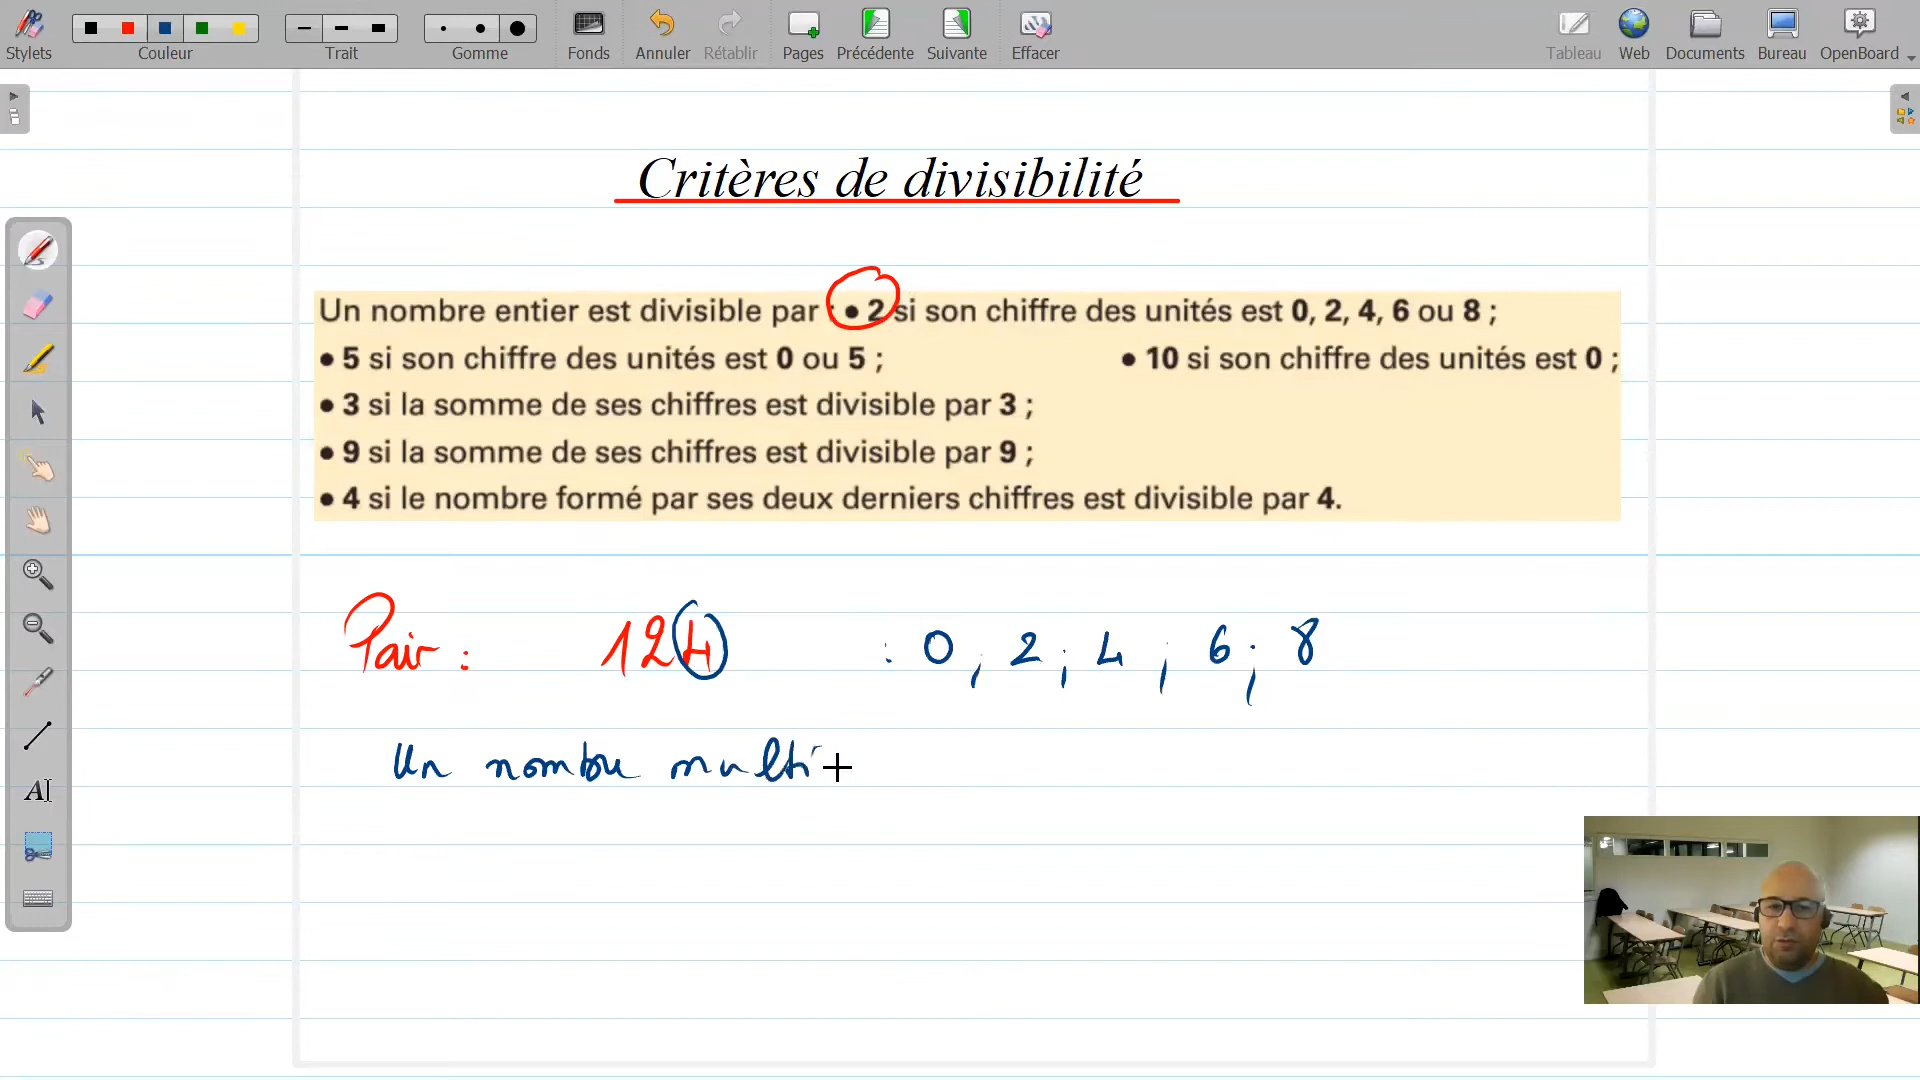 Stylets Couleur Trait Gomme Fonds Annuler Rétablir Pages Précédente Suivante Effacer Tableau Web Documents Bureau OpenBoard
Critères de divisibilité
Un nombre entier est divisible par : • 2 si son chiffre des unités est 0, 2, 4, 6 ou 8 ;
• 5 si son chiffre des unités est 0 ou 5 ; • 10 si son chiffre des unités est 0 ;
• 3 si la somme de ses chiffres est divisible par 3 ;
• 9 si la somme de ses chiffres est divisible par 9 ;
• 4 si le nombre formé par ses deux derniers chiffres est divisible par 4.
Pair : 124 : 0 ; 2 ; 4 ; 6 ; 8
Un nombre multi